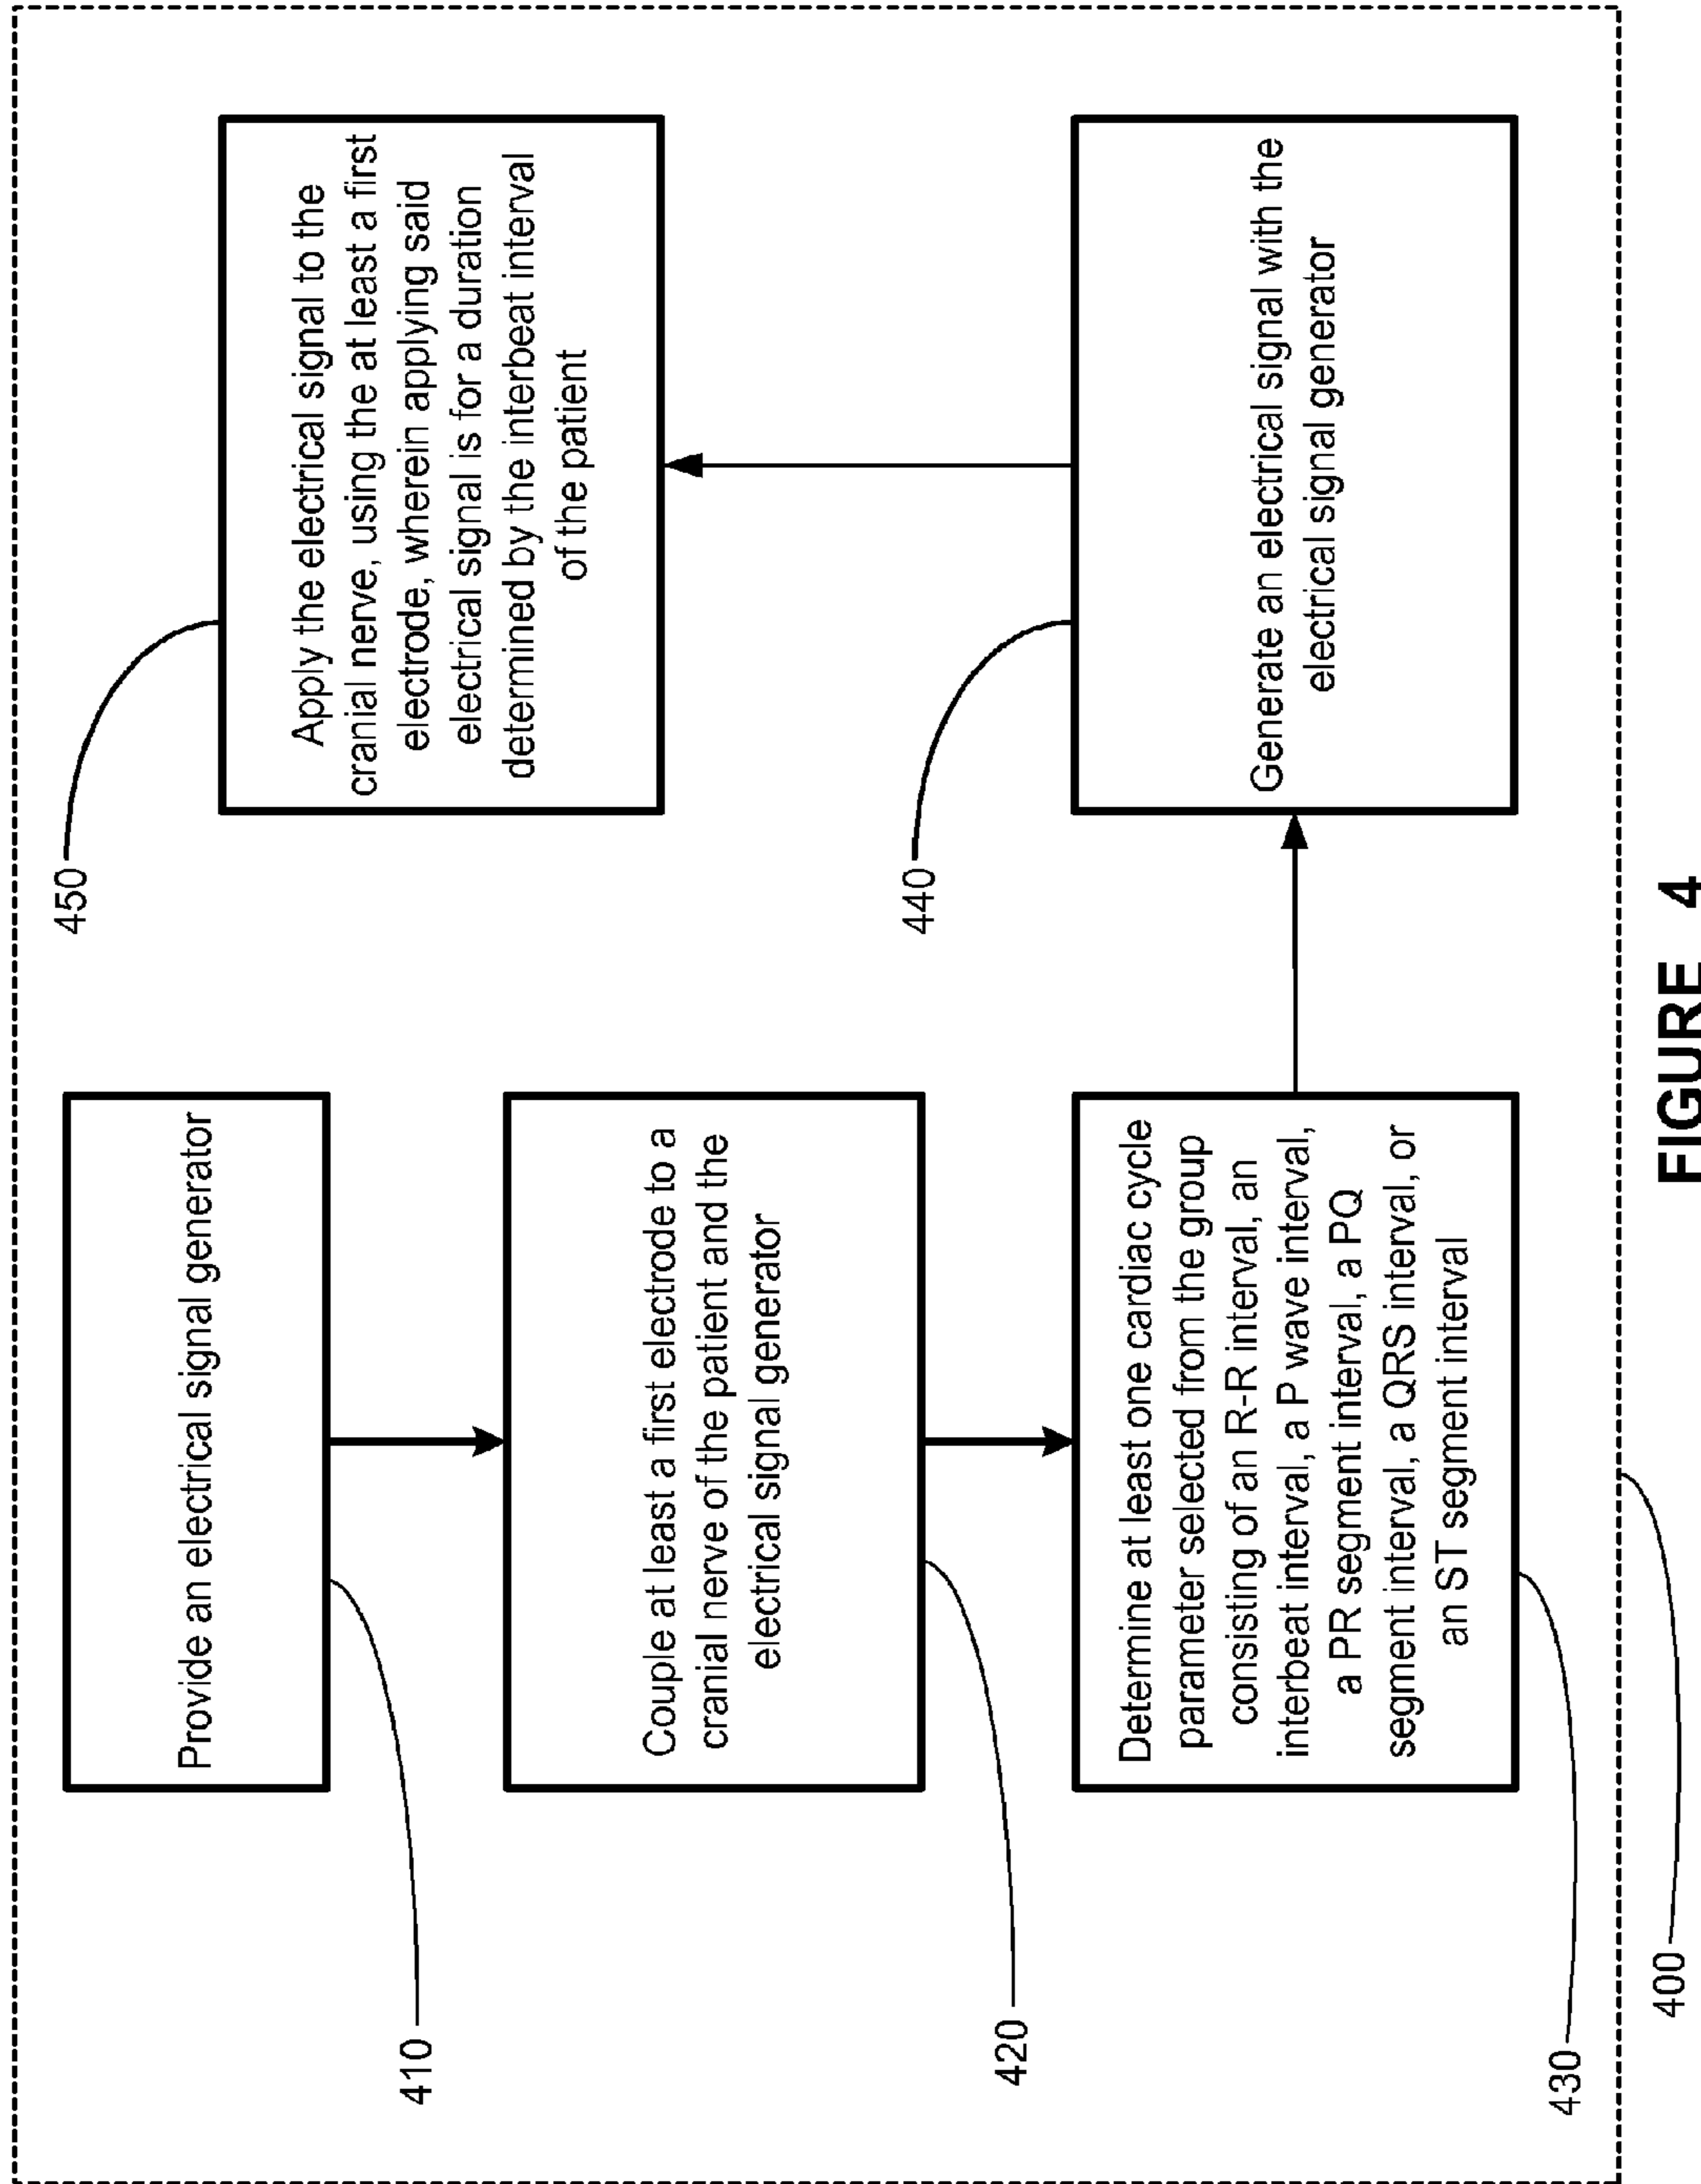 410
Provide an electrical signal generator
420
Couple at least a first electrode to a
cranial nerve of the patient and the
electrical signal generator
430
Determine at least one cardiac cycle
parameter selected from the group
consisting of an R-R interval, an
interbeat interval, a P wave interval,
a PR segment interval, a PQ
segment interval, a QRS interval, or
an ST segment interval
440
Generate an electrical signal with the
electrical signal generator
450
Apply the electrical signal to the
cranial nerve, using the at least a first
electrode, wherein applying said
electrical signal is for a duration
determined by the interbeat interval
of the patient
400
FIGURE 4